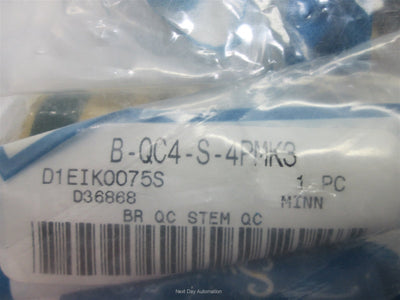 B-QC4-S-4PMK3
D1EIK0075S 1 PC
D36868 MINN
BR QC STEM QC
Next Day Automation